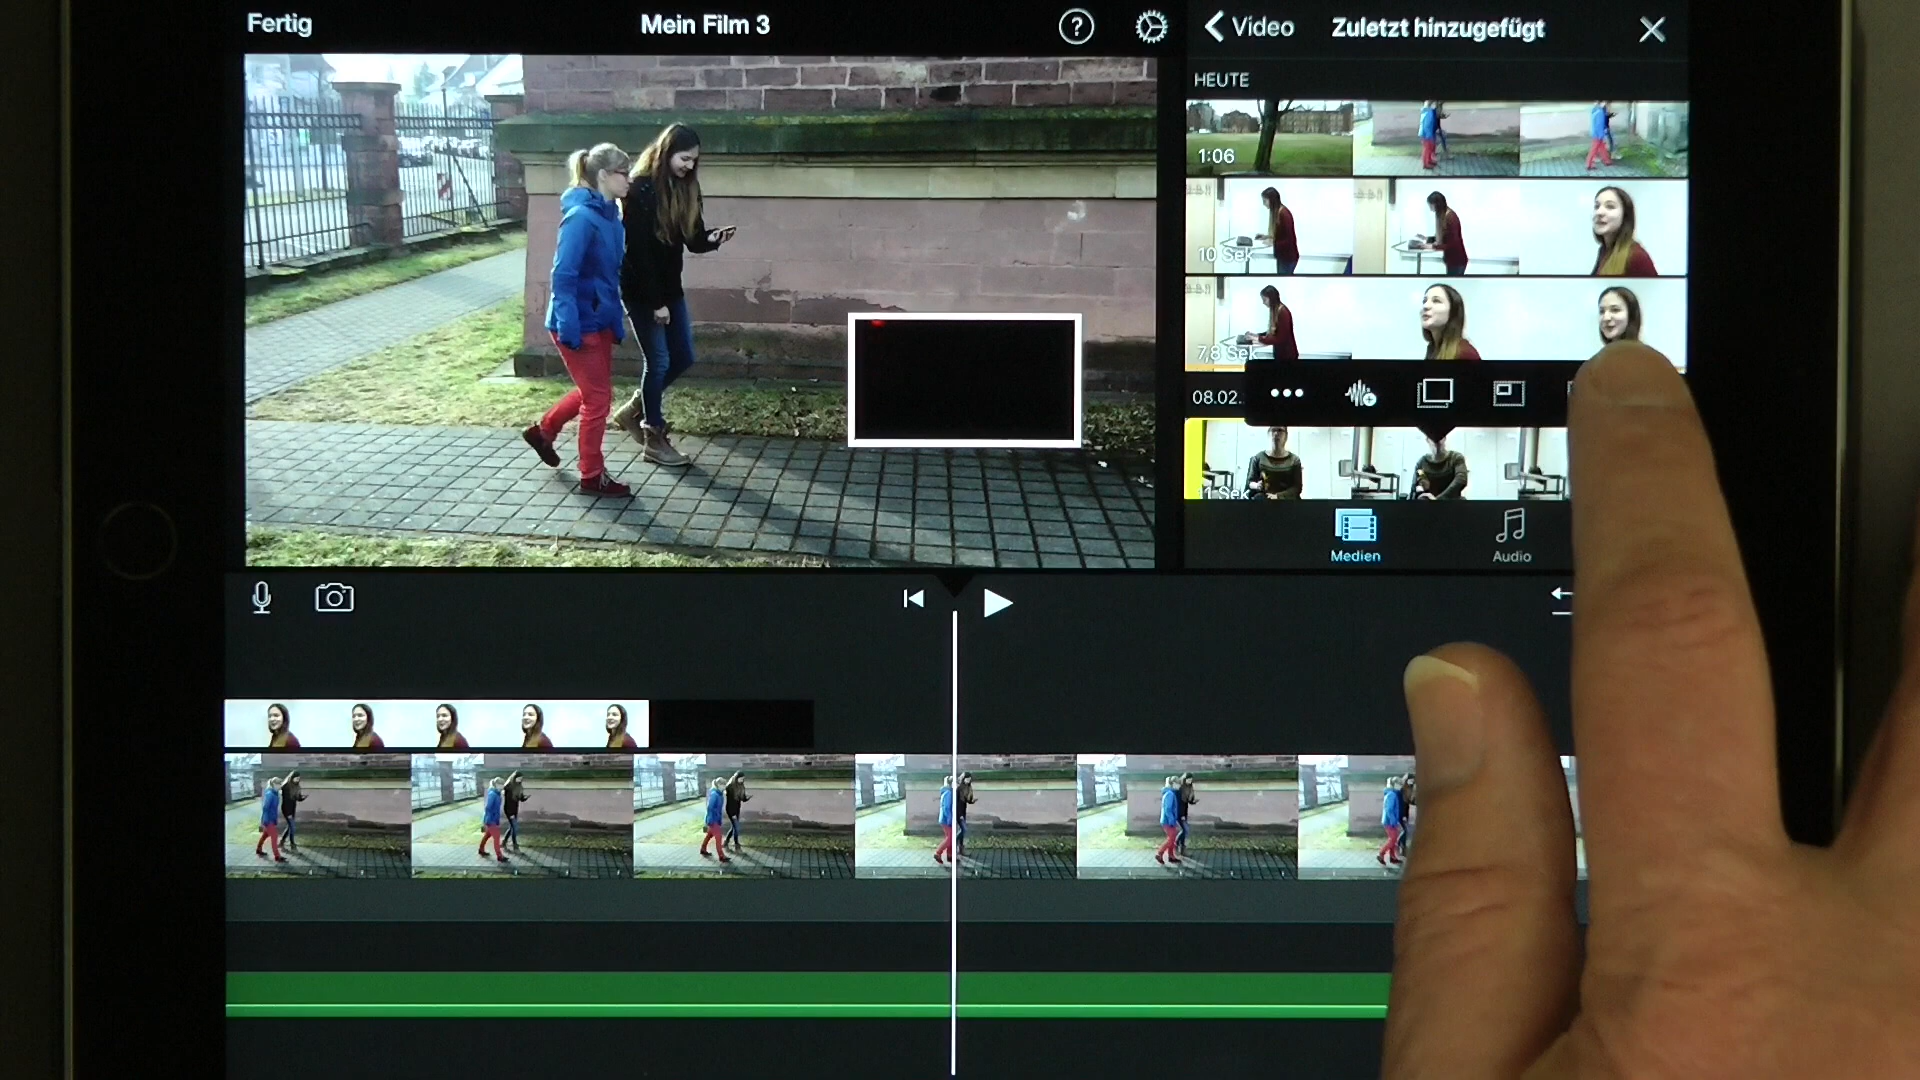 Fertig
Mein Film 3
?
Video
Zuletzt hinzugefügt
HEUTE
1:06
10 Sek
7,8 Sek
08.02.
1 Sek
Medien
Audio